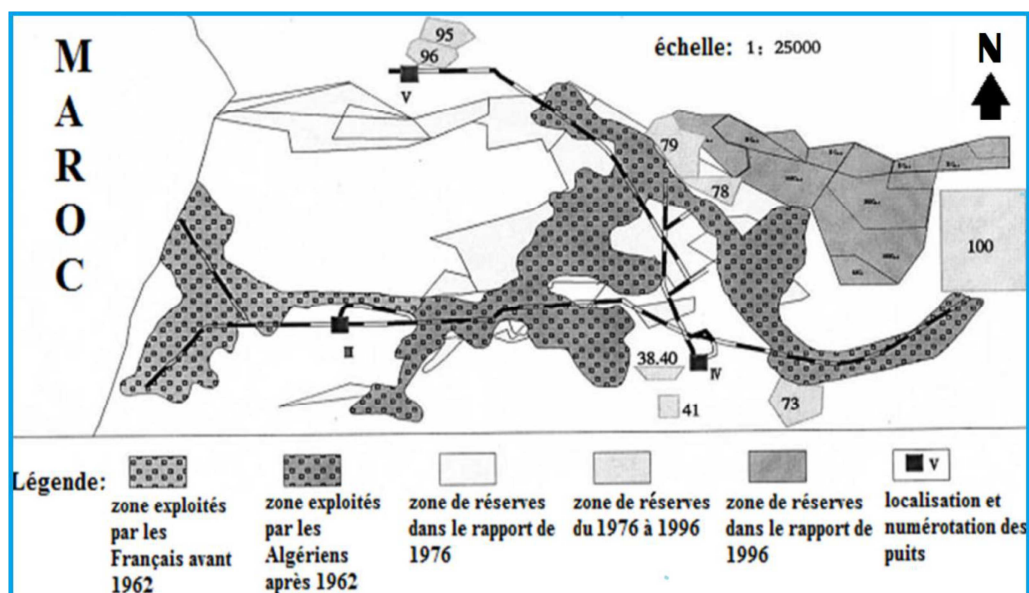 MAROC
95
96
V
échelle: 1: 25000
N
79
78
100
II
38.40
IV
41
73
Légende:
zone exploités
par les
Français avant
1962
zone exploités
par les
Algériens
après 1962
zone de réserves
dans le rapport de
1976
zone de réserves
du 1976 à 1996
zone de réserves
dans le rapport de
1996
V
localisation et
numérotation des
puits